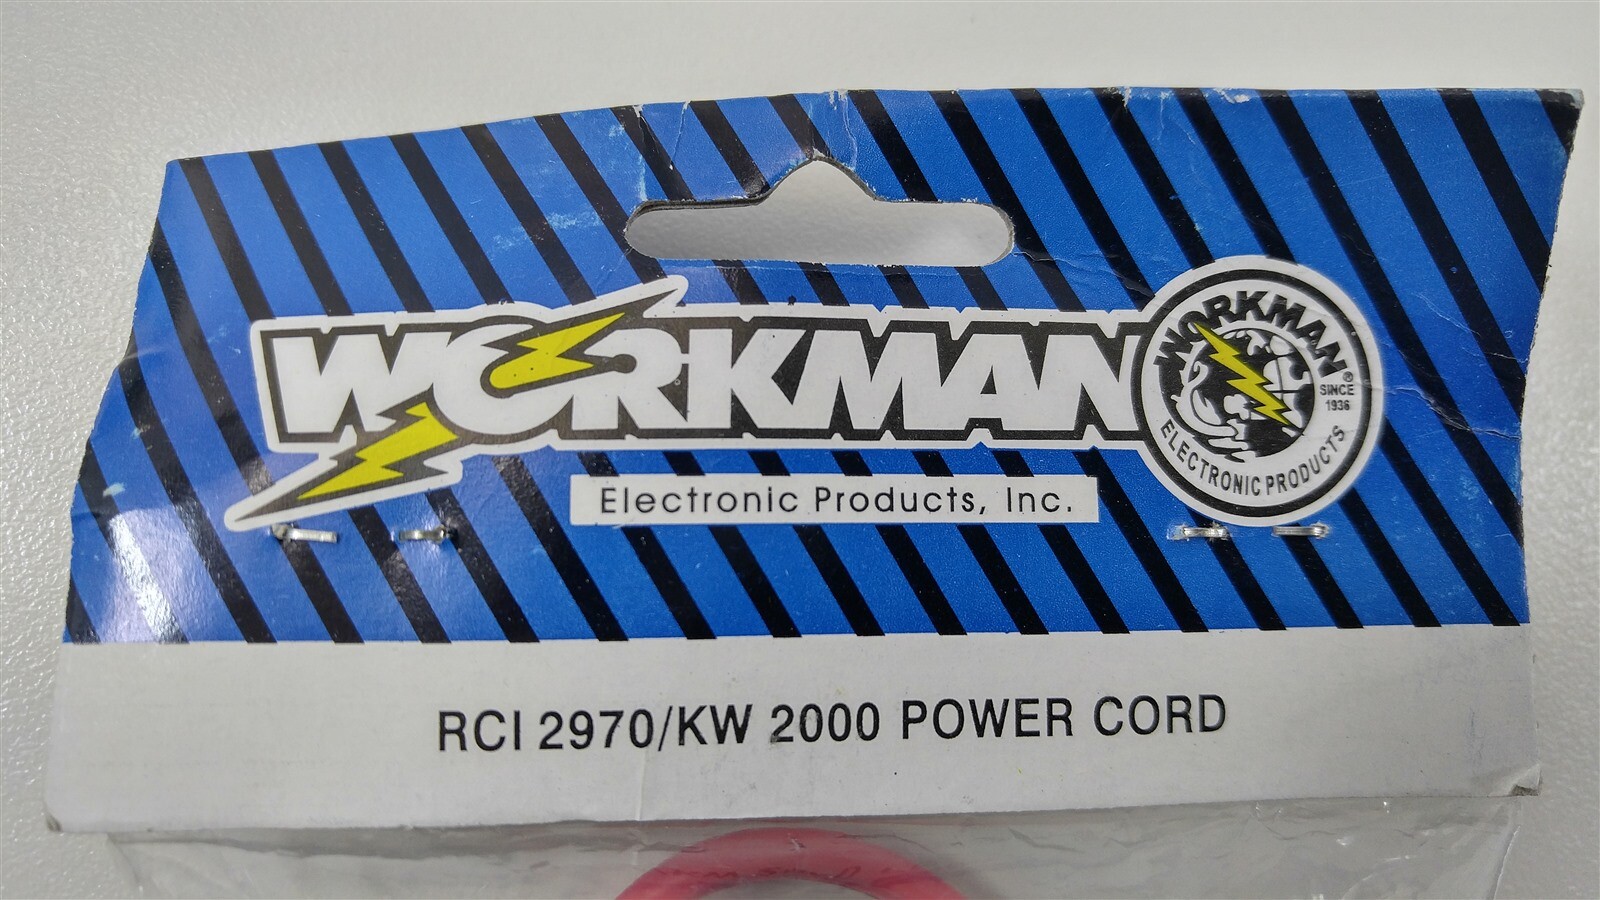 WORKMAN
Electronic Products, Inc.
WORKMAN
®
SINCE
1936
ELECTRONIC PRODUCTS
RCI 2970/KW 2000 POWER CORD